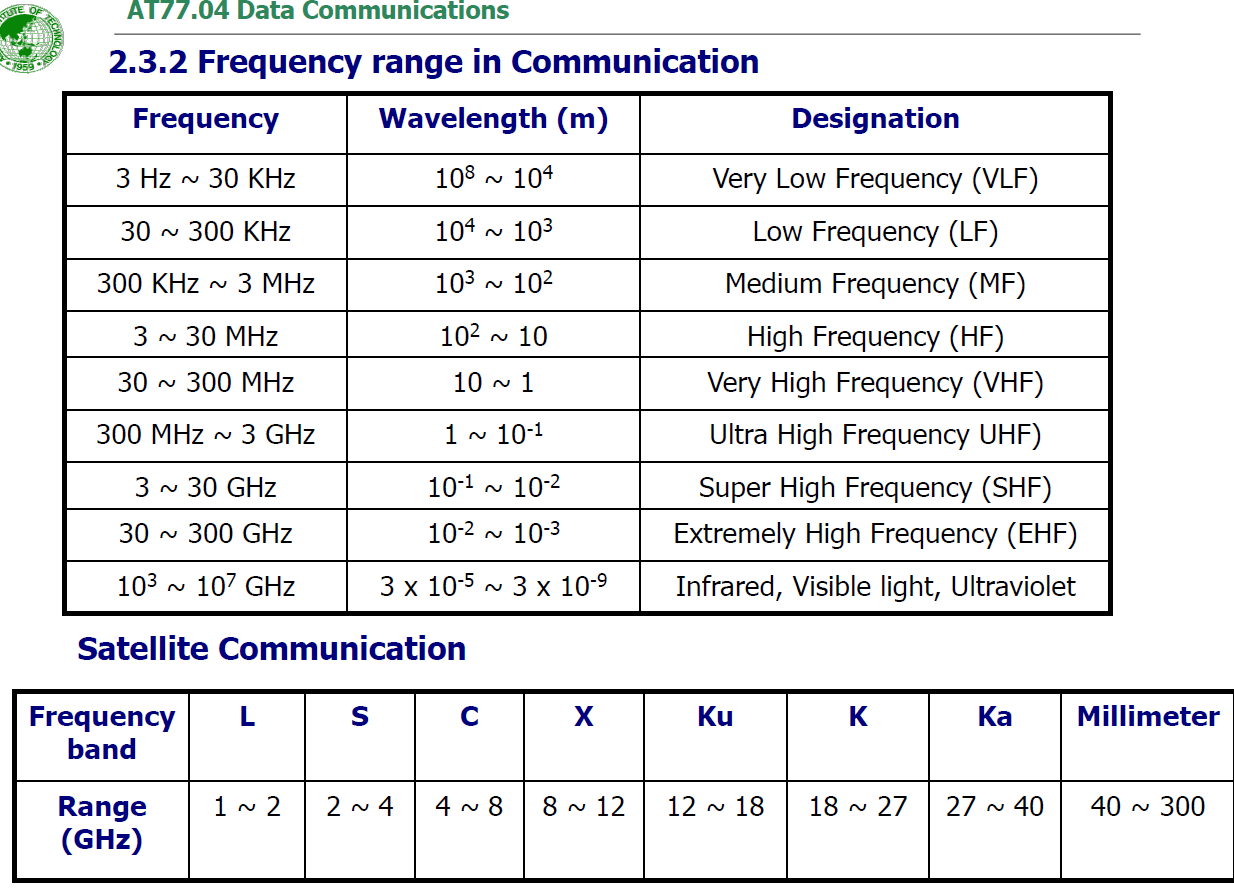 AT77.04 Data Communications
TUTE OF TECHNOLOGY
1959
2.3.2 Frequency range in Communication
Frequency Wavelength (m) Designation
3 Hz ~ 30 KHz 10⁸ ~ 10⁴ Very Low Frequency (VLF)
30 ~ 300 KHz 10⁴ ~ 10³ Low Frequency (LF)
300 KHz ~ 3 MHz 10³ ~ 10² Medium Frequency (MF)
3 ~ 30 MHz 10² ~ 10 High Frequency (HF)
30 ~ 300 MHz 10 ~ 1 Very High Frequency (VHF)
300 MHz ~ 3 GHz 1 ~ 10⁻¹ Ultra High Frequency UHF)
3 ~ 30 GHz 10⁻¹ ~ 10⁻² Super High Frequency (SHF)
30 ~ 300 GHz 10⁻² ~ 10⁻³ Extremely High Frequency (EHF)
10³ ~ 10⁷ GHz 3 x 10⁻⁵ ~ 3 x 10⁻⁹ Infrared, Visible light, Ultraviolet
Satellite Communication
Frequency band L S C X Ku K Ka Millimeter
Range (GHz) 1 ~ 2 2 ~ 4 4 ~ 8 8 ~ 12 12 ~ 18 18 ~ 27 27 ~ 40 40 ~ 300